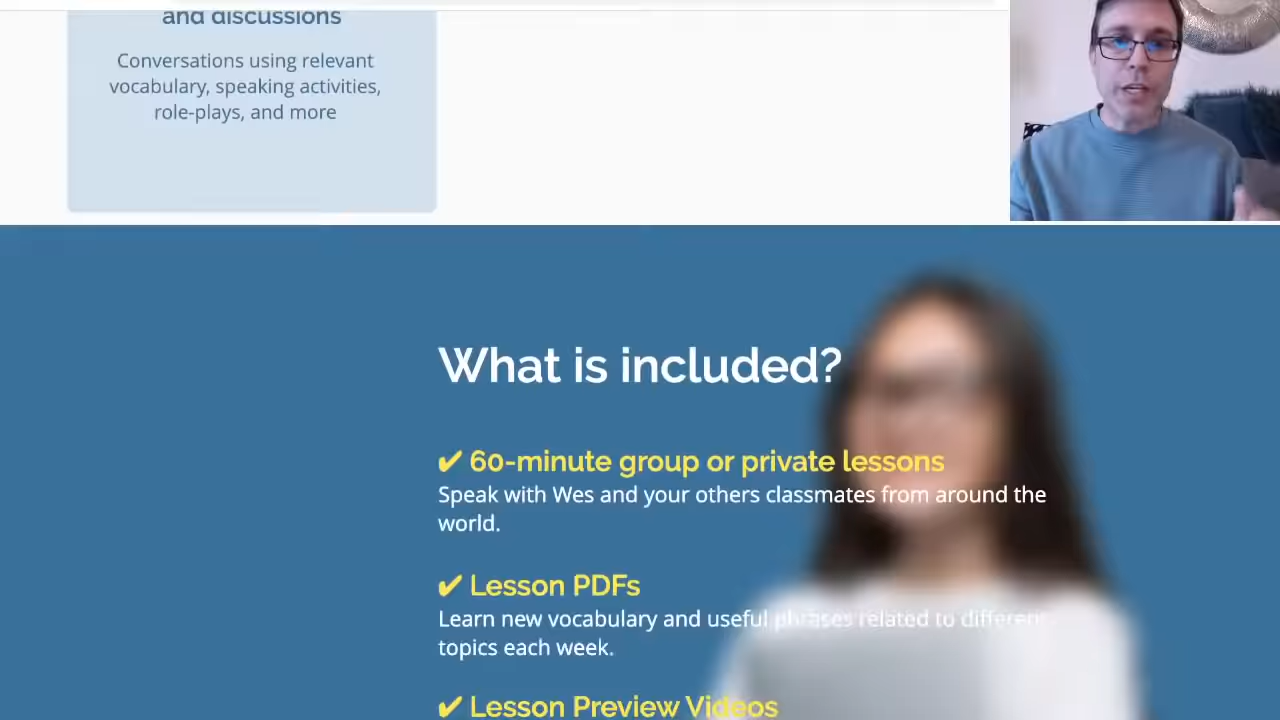 and discussions
Conversations using relevant
vocabulary, speaking activities,
role-plays, and more
What is included?
✔ 60-minute group or private lessons
Speak with Wes and your others classmates from around the
world.
✔ Lesson PDFs
Learn new vocabulary and useful phrases related to different
topics each week.
✔ Lesson Preview Videos